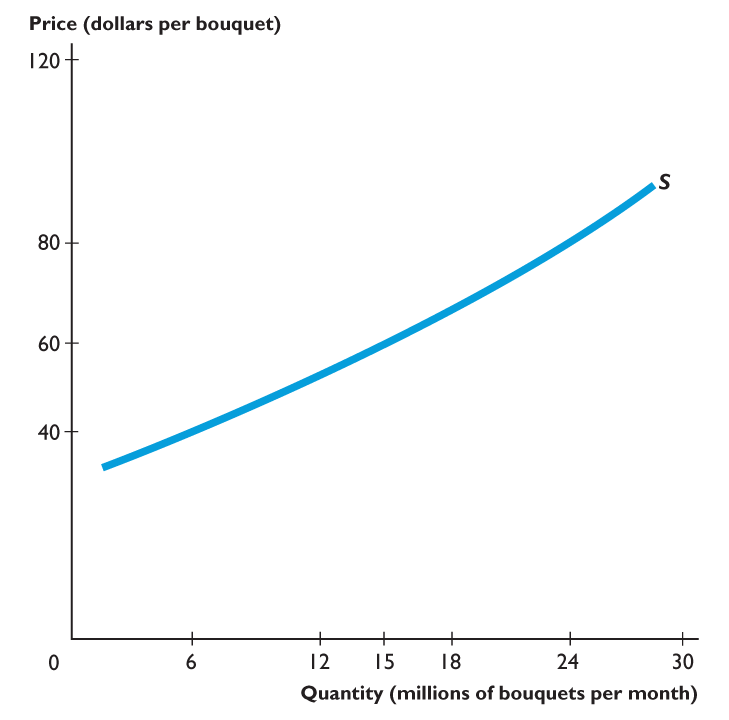 Price (dollars per bouquet)
120
S
80
60
40
0 6 12 15 18 24 30
Quantity (millions of bouquets per month)